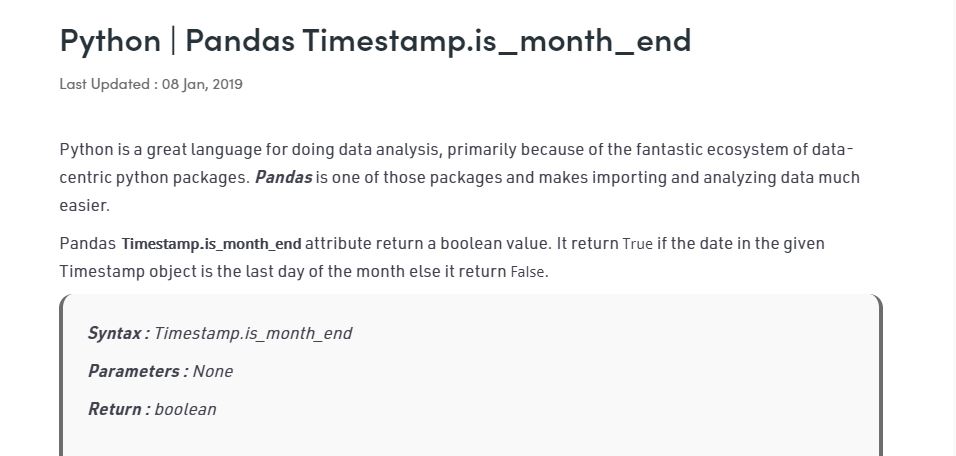 Python | Pandas Timestamp.is_month_end
Last Updated : 08 Jan, 2019
Python is a great language for doing data analysis, primarily because of the fantastic ecosystem of data-
centric python packages. Pandas is one of those packages and makes importing and analyzing data much
easier.
Pandas Timestamp.is_month_end attribute return a boolean value. It return True if the date in the given
Timestamp object is the last day of the month else it return False.
Syntax : Timestamp.is_month_end
Parameters : None
Return : boolean